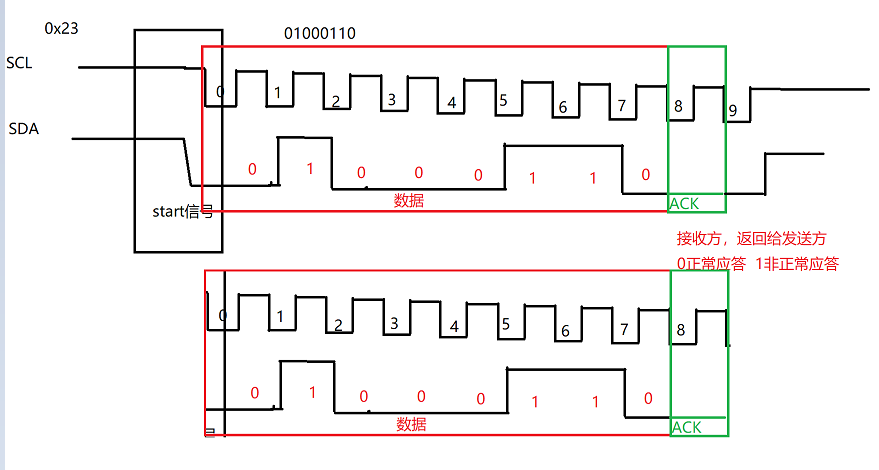 0x23
01000110
SCL
0 1 2 3 4 5 6 7 8 9
SDA
0 1 0 0 0 1 1 0
数据
ACK
start信号
接收方，返回给发送方
0正常应答 1非正常应答
0 1 2 3 4 5 6 7 8
0 1 0 0 0 1 1 0
数据
ACK